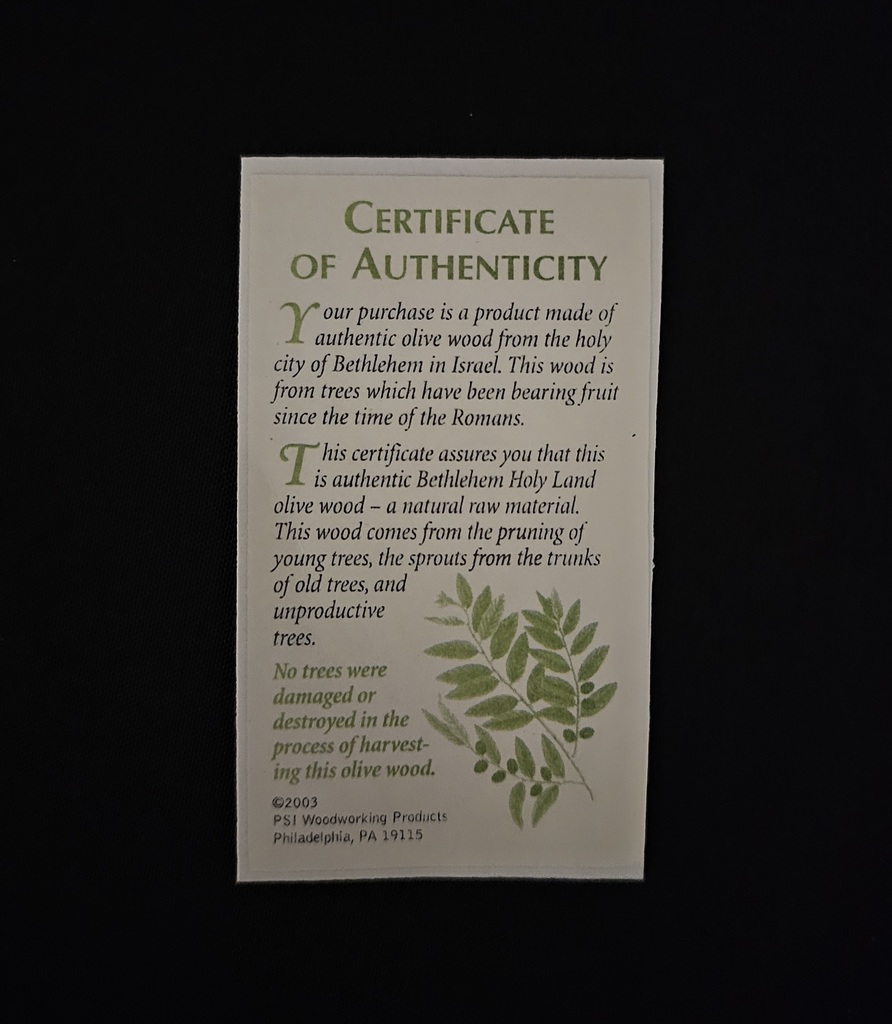 CERTIFICATE
OF AUTHENTICITY
Your purchase is a product made of
authentic olive wood from the holy
city of Bethlehem in Israel. This wood is
from trees which have been bearing fruit
since the time of the Romans.
This certificate assures you that this
is authentic Bethlehem Holy Land
olive wood – a natural raw material.
This wood comes from the pruning of
young trees, the sprouts from the trunks
of old trees, and
unproductive
trees.
No trees were
damaged or
destroyed in the
process of harvest-
ing this olive wood.
©2003
PSI Woodworking Products
Philadelphia, PA 19115